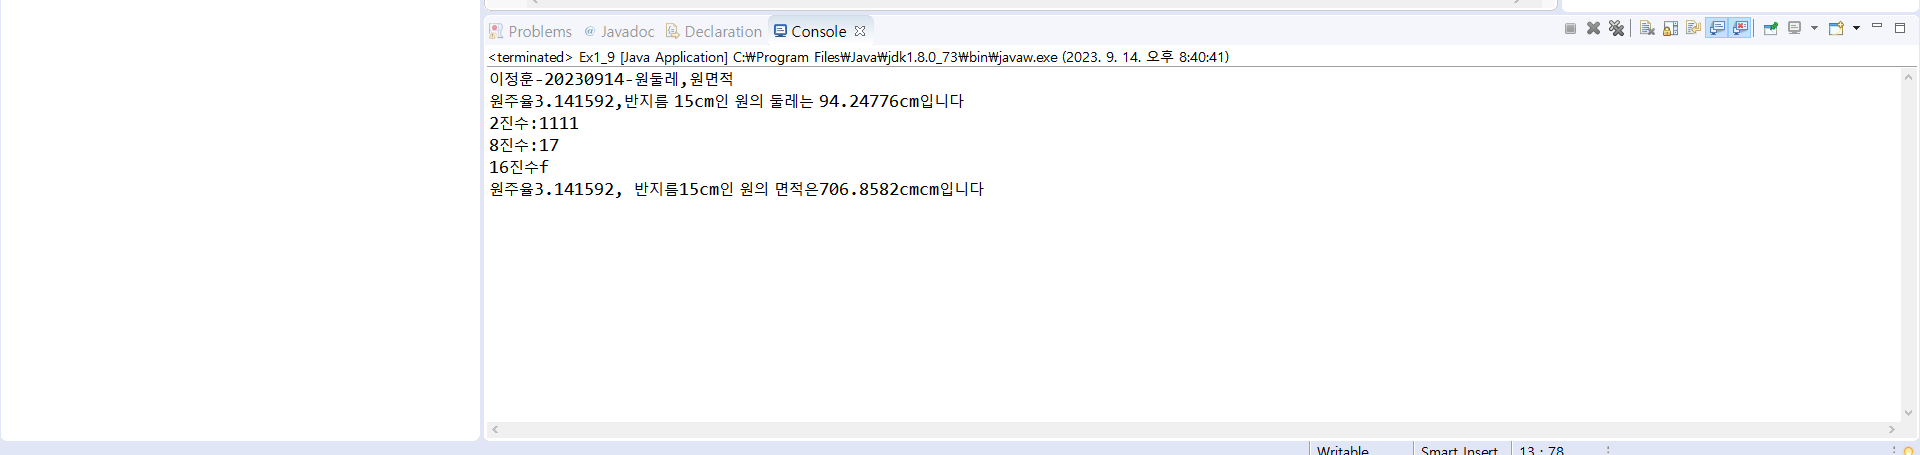 Problems @ Javadoc Declaration Console
<terminated> Ex1_9 [Java Application] C:₩Program Files₩Java₩jdk1.8.0_73₩bin₩javaw.exe (2023. 9. 14. 오후 8:40:41)
이정훈-20230914-원둘레,원면적
원주율3.141592,반지름 15cm인 원의 둘레는 94.24776cm입니다
2진수:1111
8진수:17
16진수f
원주율3.141592, 반지름15cm인 원의 면적은706.8582cmcm입니다
Writable Smart Insert 13 : 78